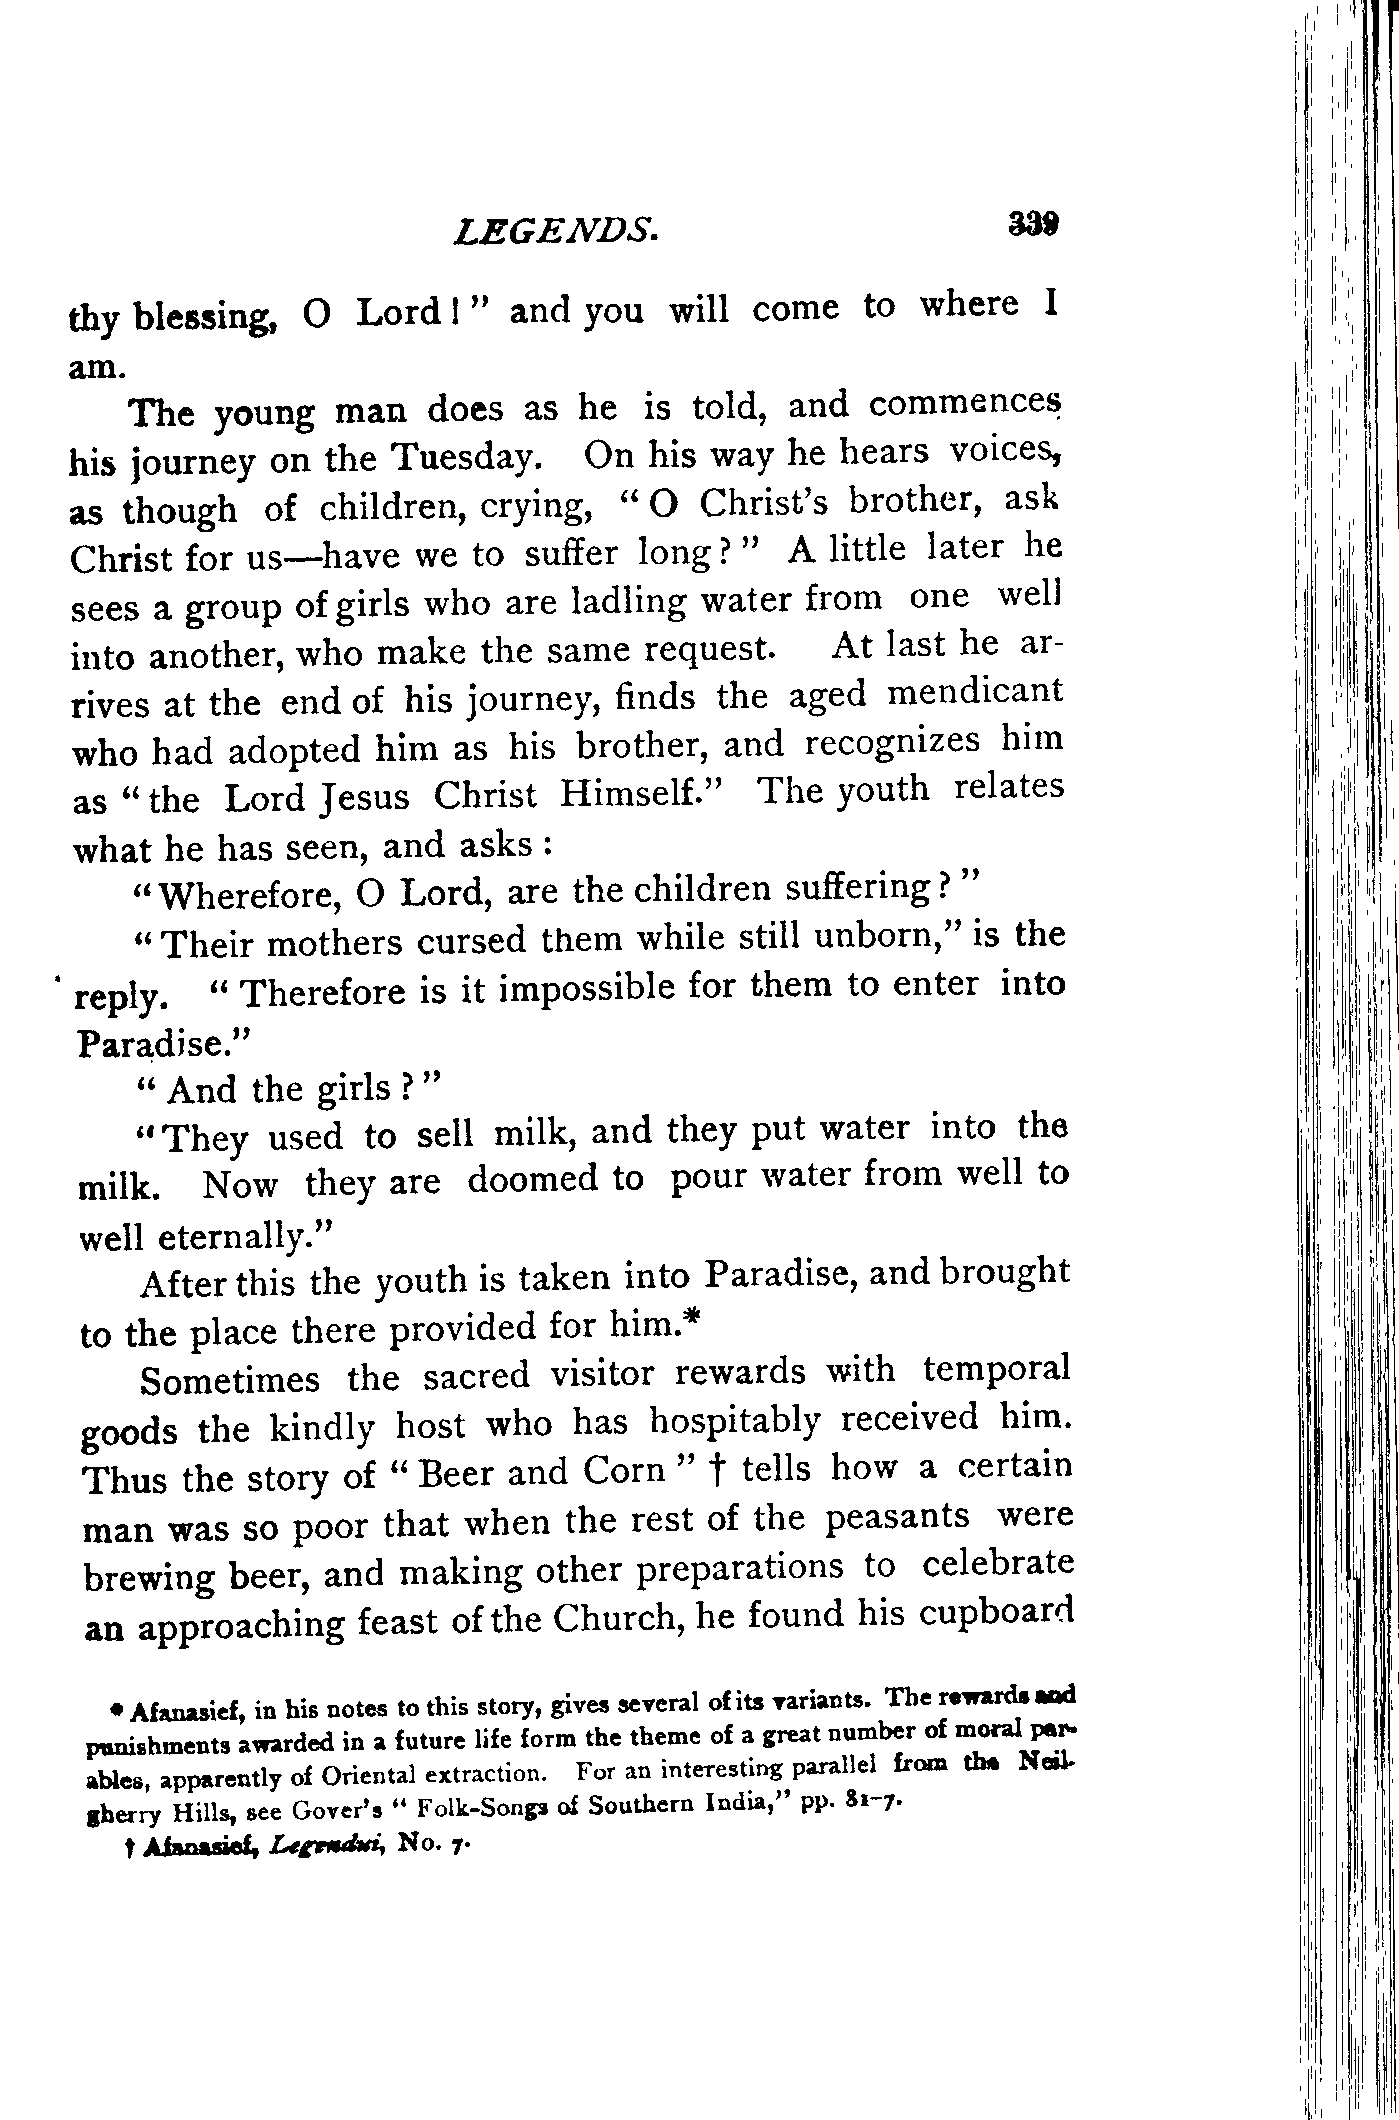 LEGENDS. 339
thy blessing, O Lord!" and you will come to where I
am.
The young man does as he is told, and commences
his journey on the Tuesday. On his way he hears voices,
as though of children, crying, "O Christ's brother, ask
Christ for us—have we to suffer long?" A little later he
sees a group of girls who are ladling water from one well
into another, who make the same request. At last he ar-
rives at the end of his journey, finds the aged mendicant
who had adopted him as his brother, and recognizes him
as "the Lord Jesus Christ Himself." The youth relates
what he has seen, and asks:
"Wherefore, O Lord, are the children suffering?"
"Their mothers cursed them while still unborn," is the
reply. "Therefore is it impossible for them to enter into
Paradise."
"And the girls?"
"They used to sell milk, and they put water into the
milk. Now they are doomed to pour water from well to
well eternally."
After this the youth is taken into Paradise, and brought
to the place there provided for him.*
Sometimes the sacred visitor rewards with temporal
goods the kindly host who has hospitably received him.
Thus the story of "Beer and Corn" † tells how a certain
man was so poor that when the rest of the peasants were
brewing beer, and making other preparations to celebrate
an approaching feast of the Church, he found his cupboard
* Afanasief, in his notes to this story, gives several of its variants. The rewards and
punishments awarded in a future life form the theme of a great number of moral par-
ables, apparently of Oriental extraction. For an interesting parallel from the Neil-
gherry Hills, see Gover's "Folk-Songs of Southern India," pp. 81-7.
† Afanasief, Legendui, No. 7.